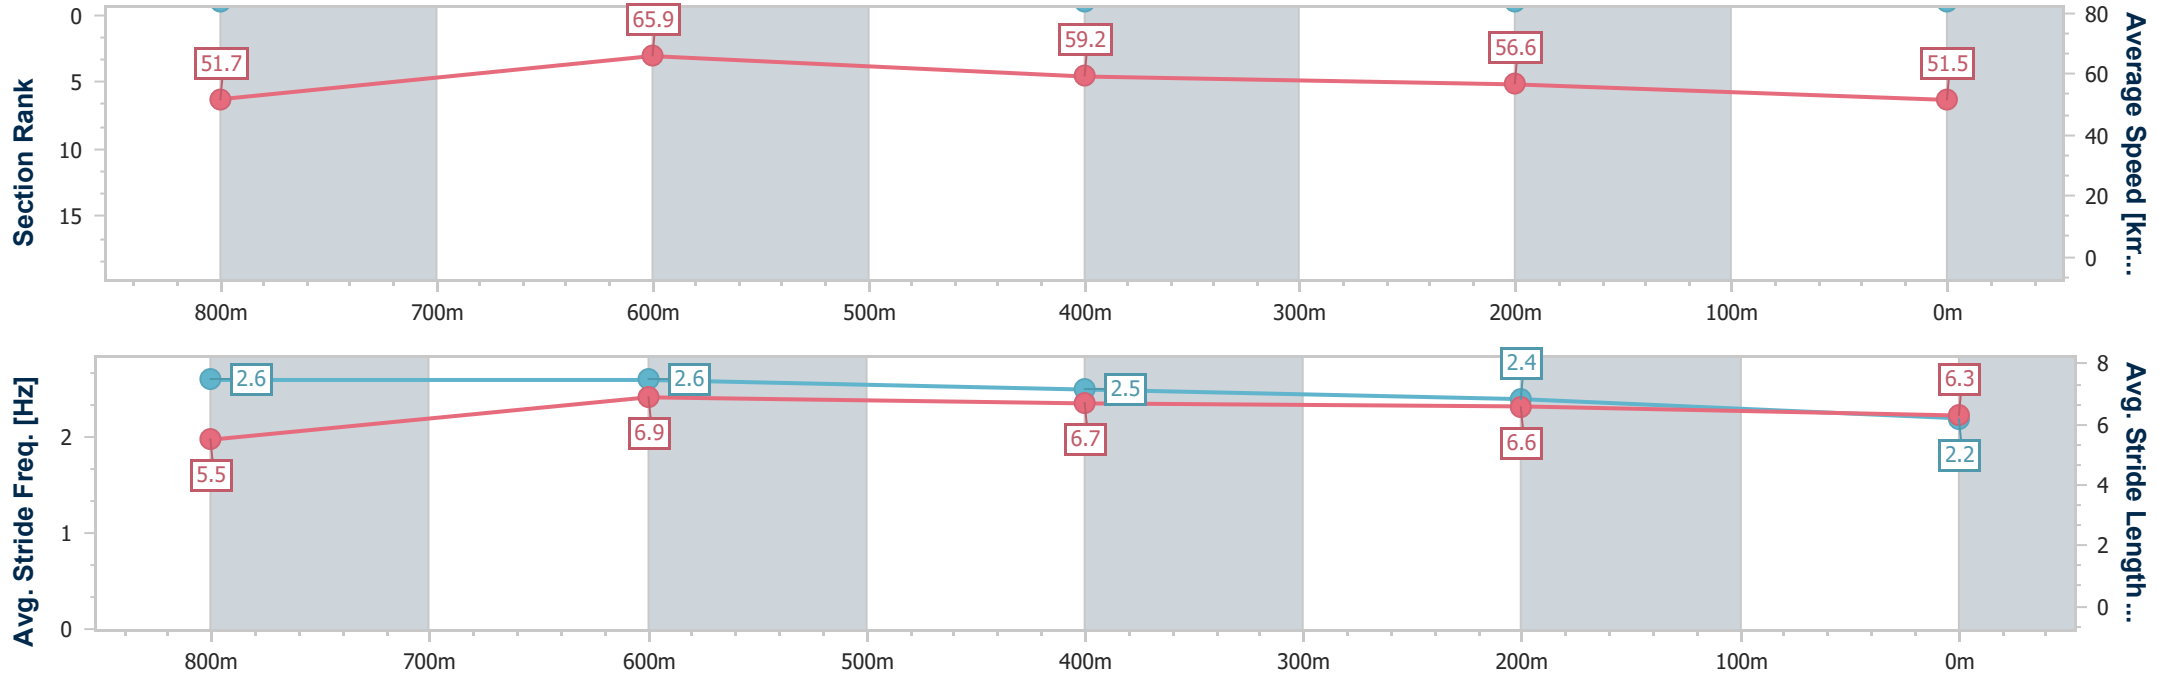 Section Rank
0
5
10
15
51.7
65.9
59.2
56.6
51.5
80
60
40
20
0
Average Speed [km...
800m
700m
600m
500m
400m
300m
200m
100m
0m
Avg. Stride Freq. [Hz]
2
1
0
2.6
2.6
2.5
2.4
2.2
5.5
6.9
6.7
6.6
6.3
8
6
4
2
0
Avg. Stride Length ...
800m
700m
600m
500m
400m
300m
200m
100m
0m